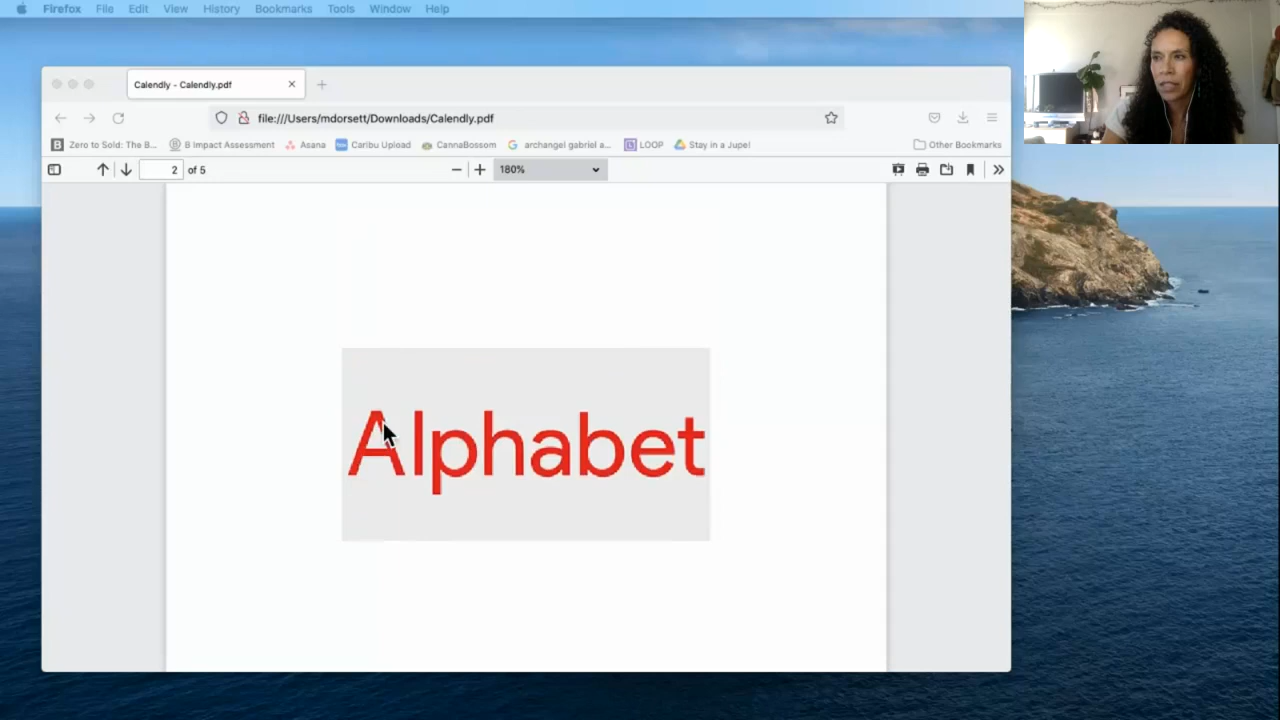 Firefox File Edit View History Bookmarks Tools Window Help
Calendly - Calendly.pdf
file:///Users/mdorsett/Downloads/Calendly.pdf
Zero to Sold: The B... B Impact Assessment Asana Caribu Upload CannaBossom archangel gabriel a... LOOP Stay in a Jupe! Other Bookmarks
2 of 5 180%
Alphabet